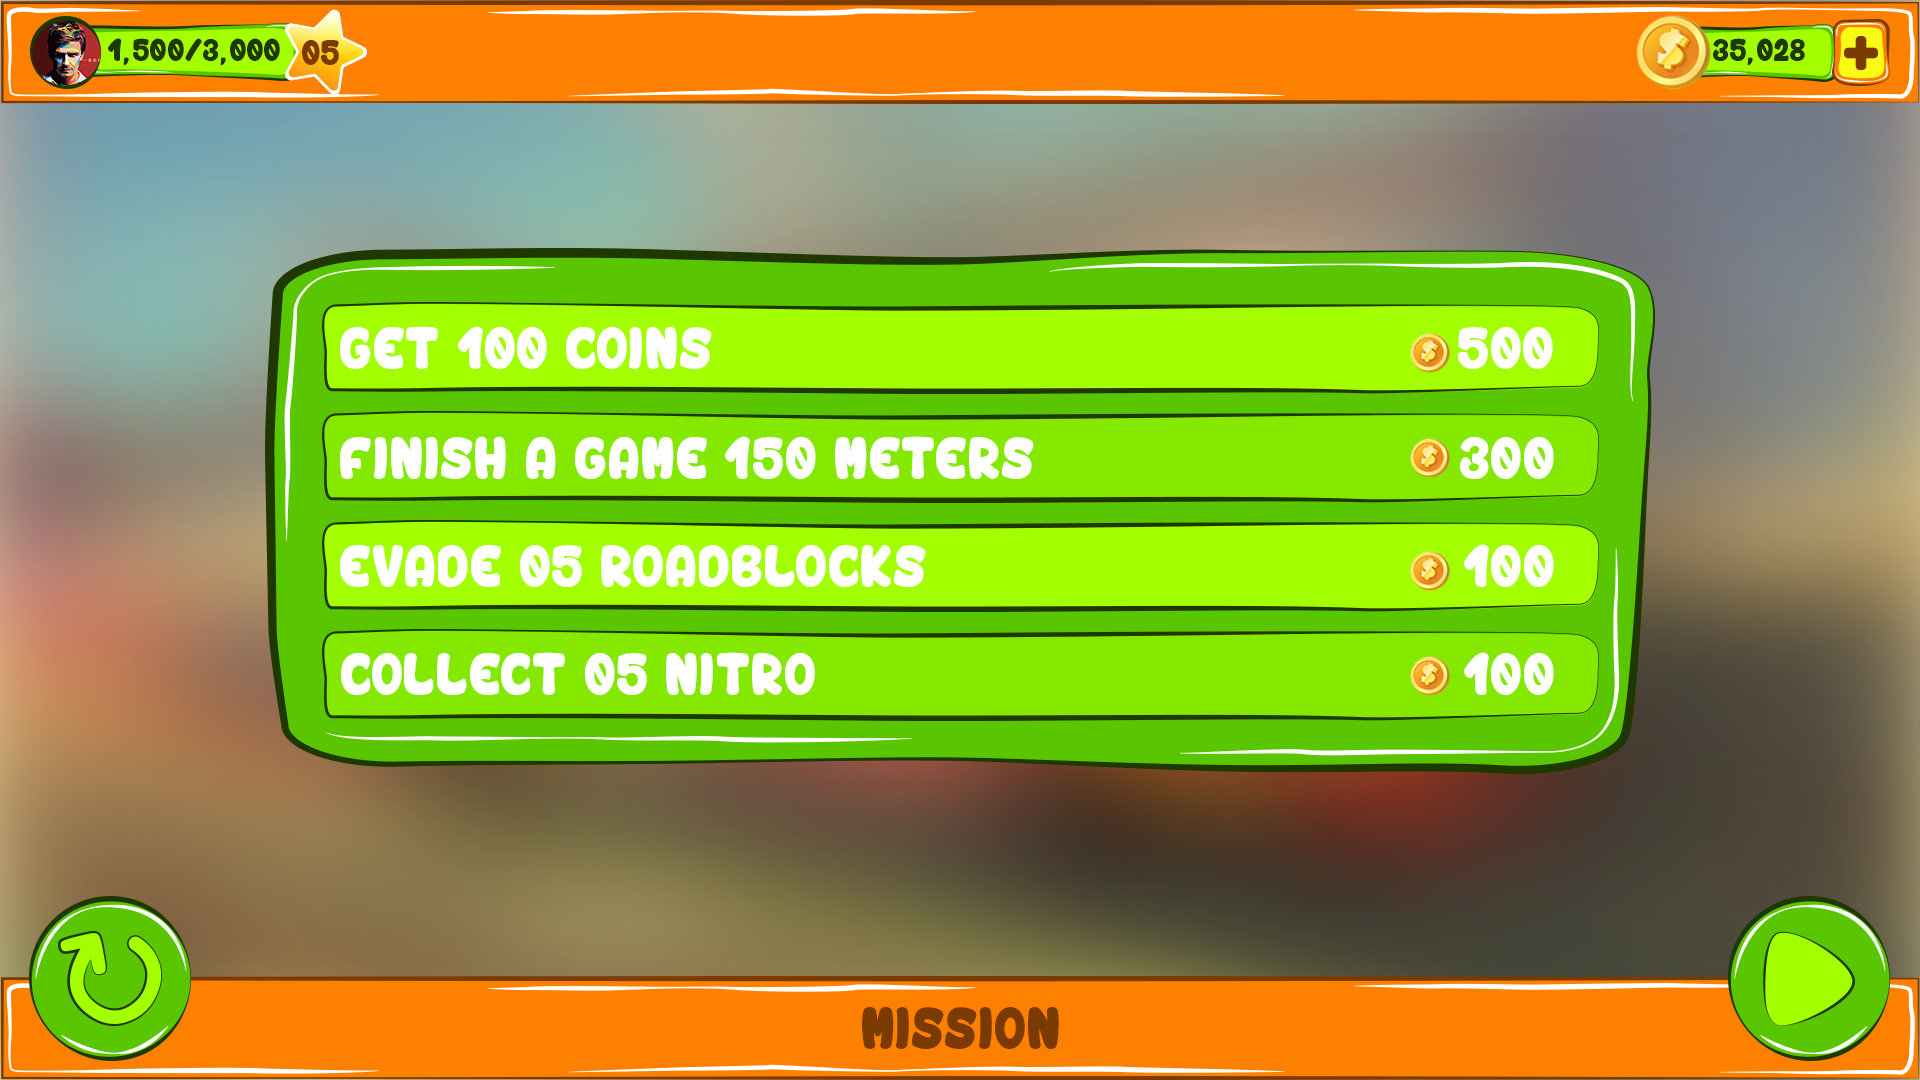 1,500/3,000 05 35,028
GET 100 COINS 500
FINISH A GAME 150 METERS 300
EVADE 05 ROADBLOCKS 100
COLLECT 05 NITRO 100
MISSION